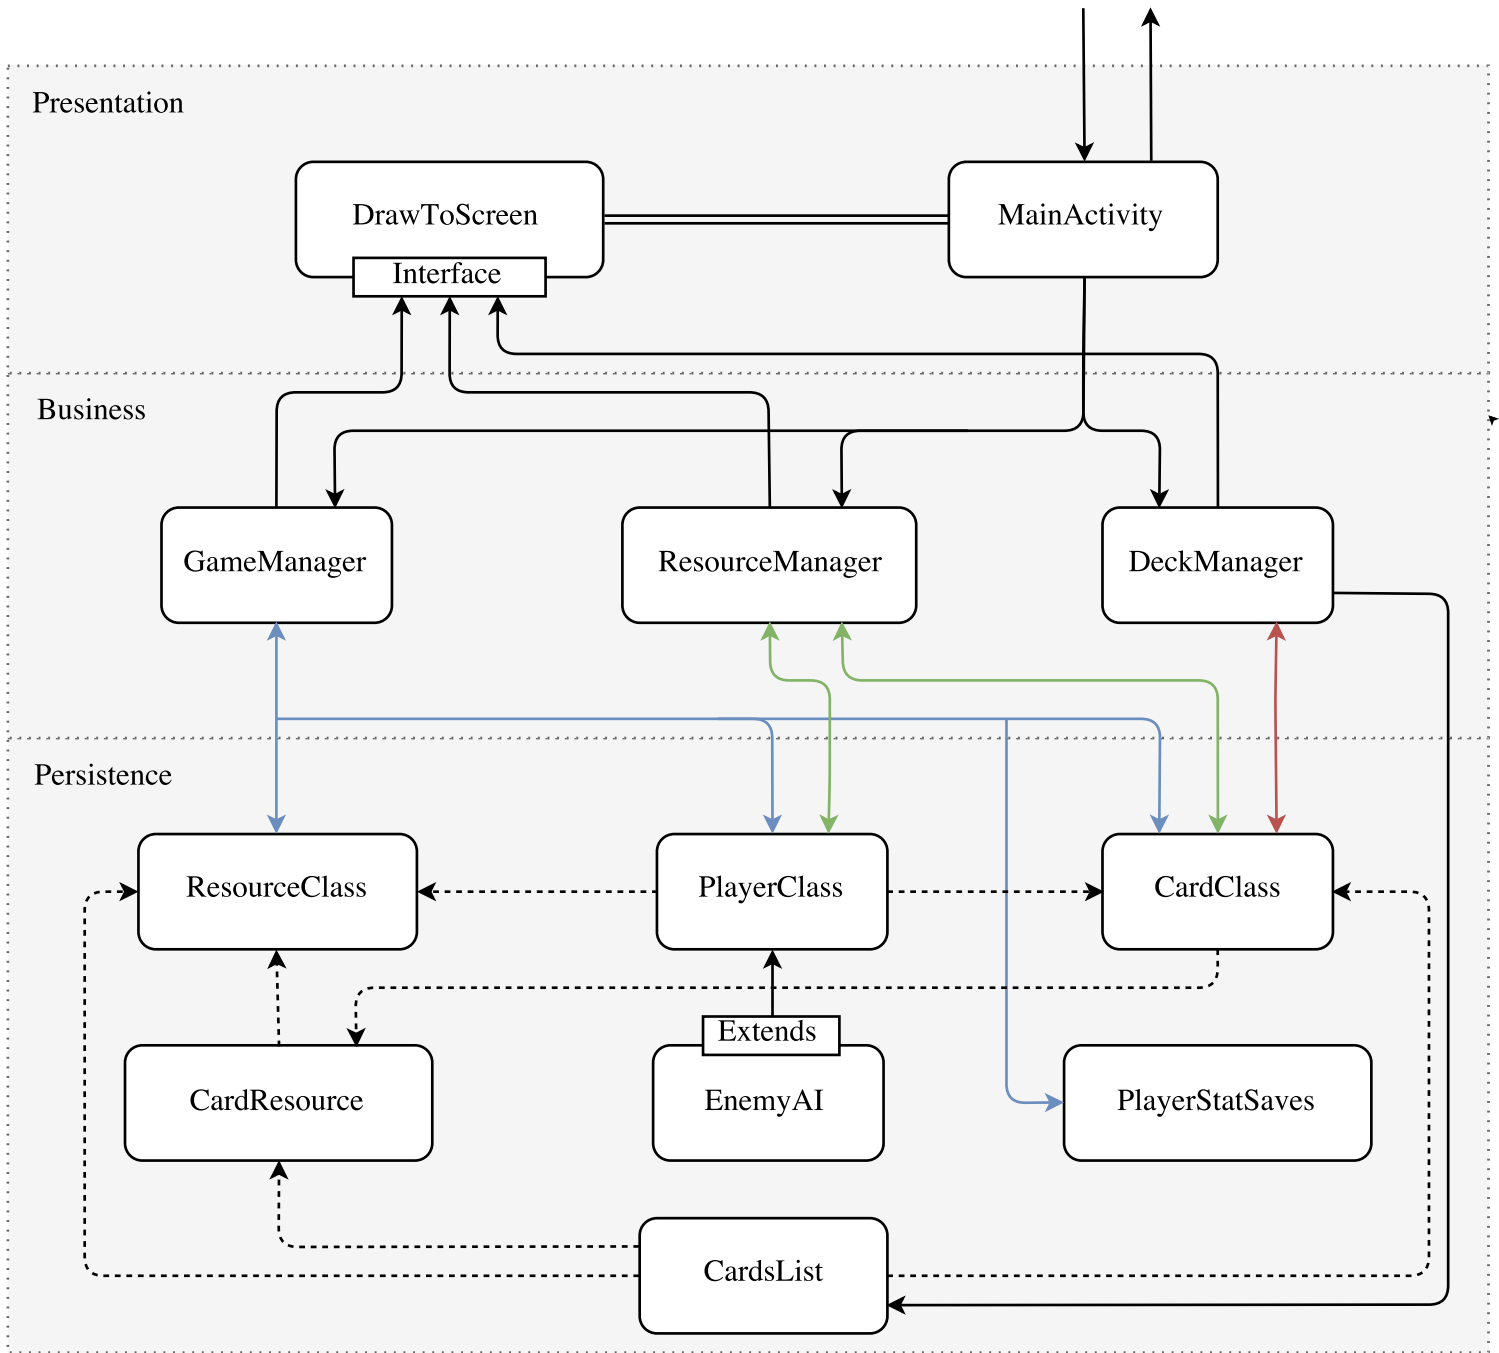 Presentation
DrawToScreen
MainActivity
Interface
Business
GameManager
ResourceManager
DeckManager
Persistence
ResourceClass
PlayerClass
CardClass
Extends
CardResource
EnemyAI
PlayerStatSaves
CardsList